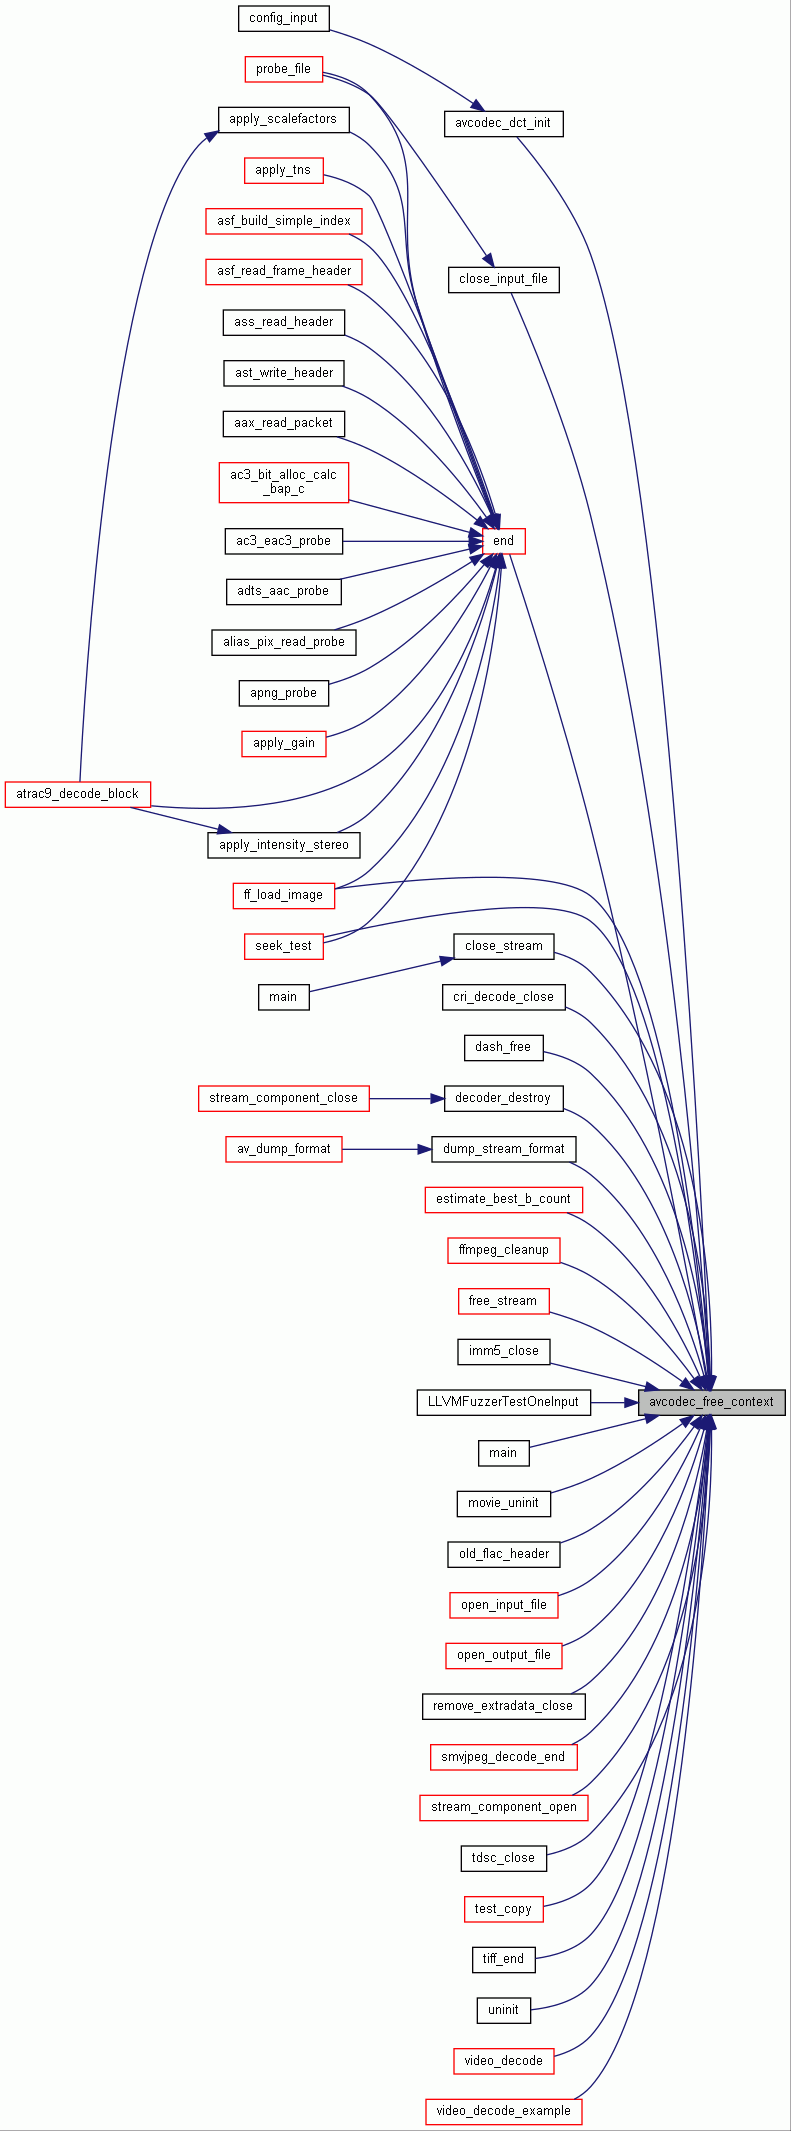 config_input
probe_file
apply_scalefactors
avcodec_dct_init
apply_tns
asf_build_simple_index
asf_read_frame_header
close_input_file
ass_read_header
ast_write_header
aax_read_packet
ac3_bit_alloc_calc
_bap_c
ac3_eac3_probe
end
adts_aac_probe
alias_pix_read_probe
apng_probe
apply_gain
atrac9_decode_block
apply_intensity_stereo
ff_load_image
seek_test
close_stream
main
cri_decode_close
dash_free
stream_component_close
decoder_destroy
av_dump_format
dump_stream_format
estimate_best_b_count
ffmpeg_cleanup
free_stream
imm5_close
LLVMFuzzerTestOneInput
avcodec_free_context
main
movie_uninit
old_flac_header
open_input_file
open_output_file
remove_extradata_close
smvjpeg_decode_end
stream_component_open
tdsc_close
test_copy
tiff_end
uninit
video_decode
video_decode_example